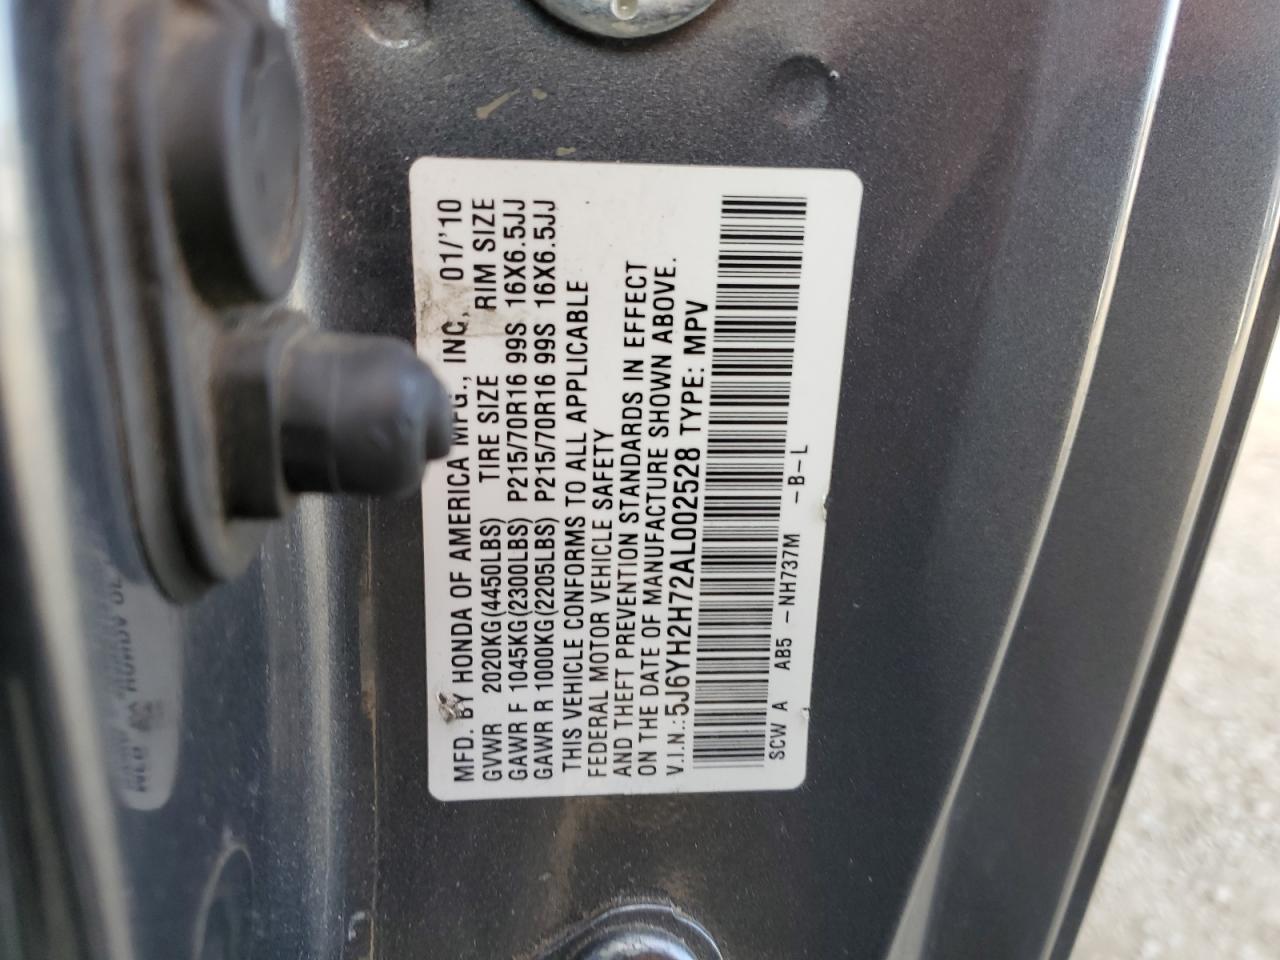 MFD. BY HONDA OF AMERICA MFG., INC. 01/'10
GVWR 2020KG(4450LBS) TIRE SIZE RIM SIZE
GAWR F 1045KG(2300LBS) P215/70R16 99S 16X6.5JJ
GAWR R 1000KG(2205LBS) P215/70R16 99S 16X6.5JJ
THIS VEHICLE CONFORMS TO ALL APPLICABLE
FEDERAL MOTOR VEHICLE SAFETY
AND THEFT PREVENTION STANDARDS IN EFFECT
ON THE DATE OF MANUFACTURE SHOWN ABOVE.
V.I.N.: 5J6YH2H72AL002528 TYPE: MPV
SCW A AB5 -NH737M -B-L